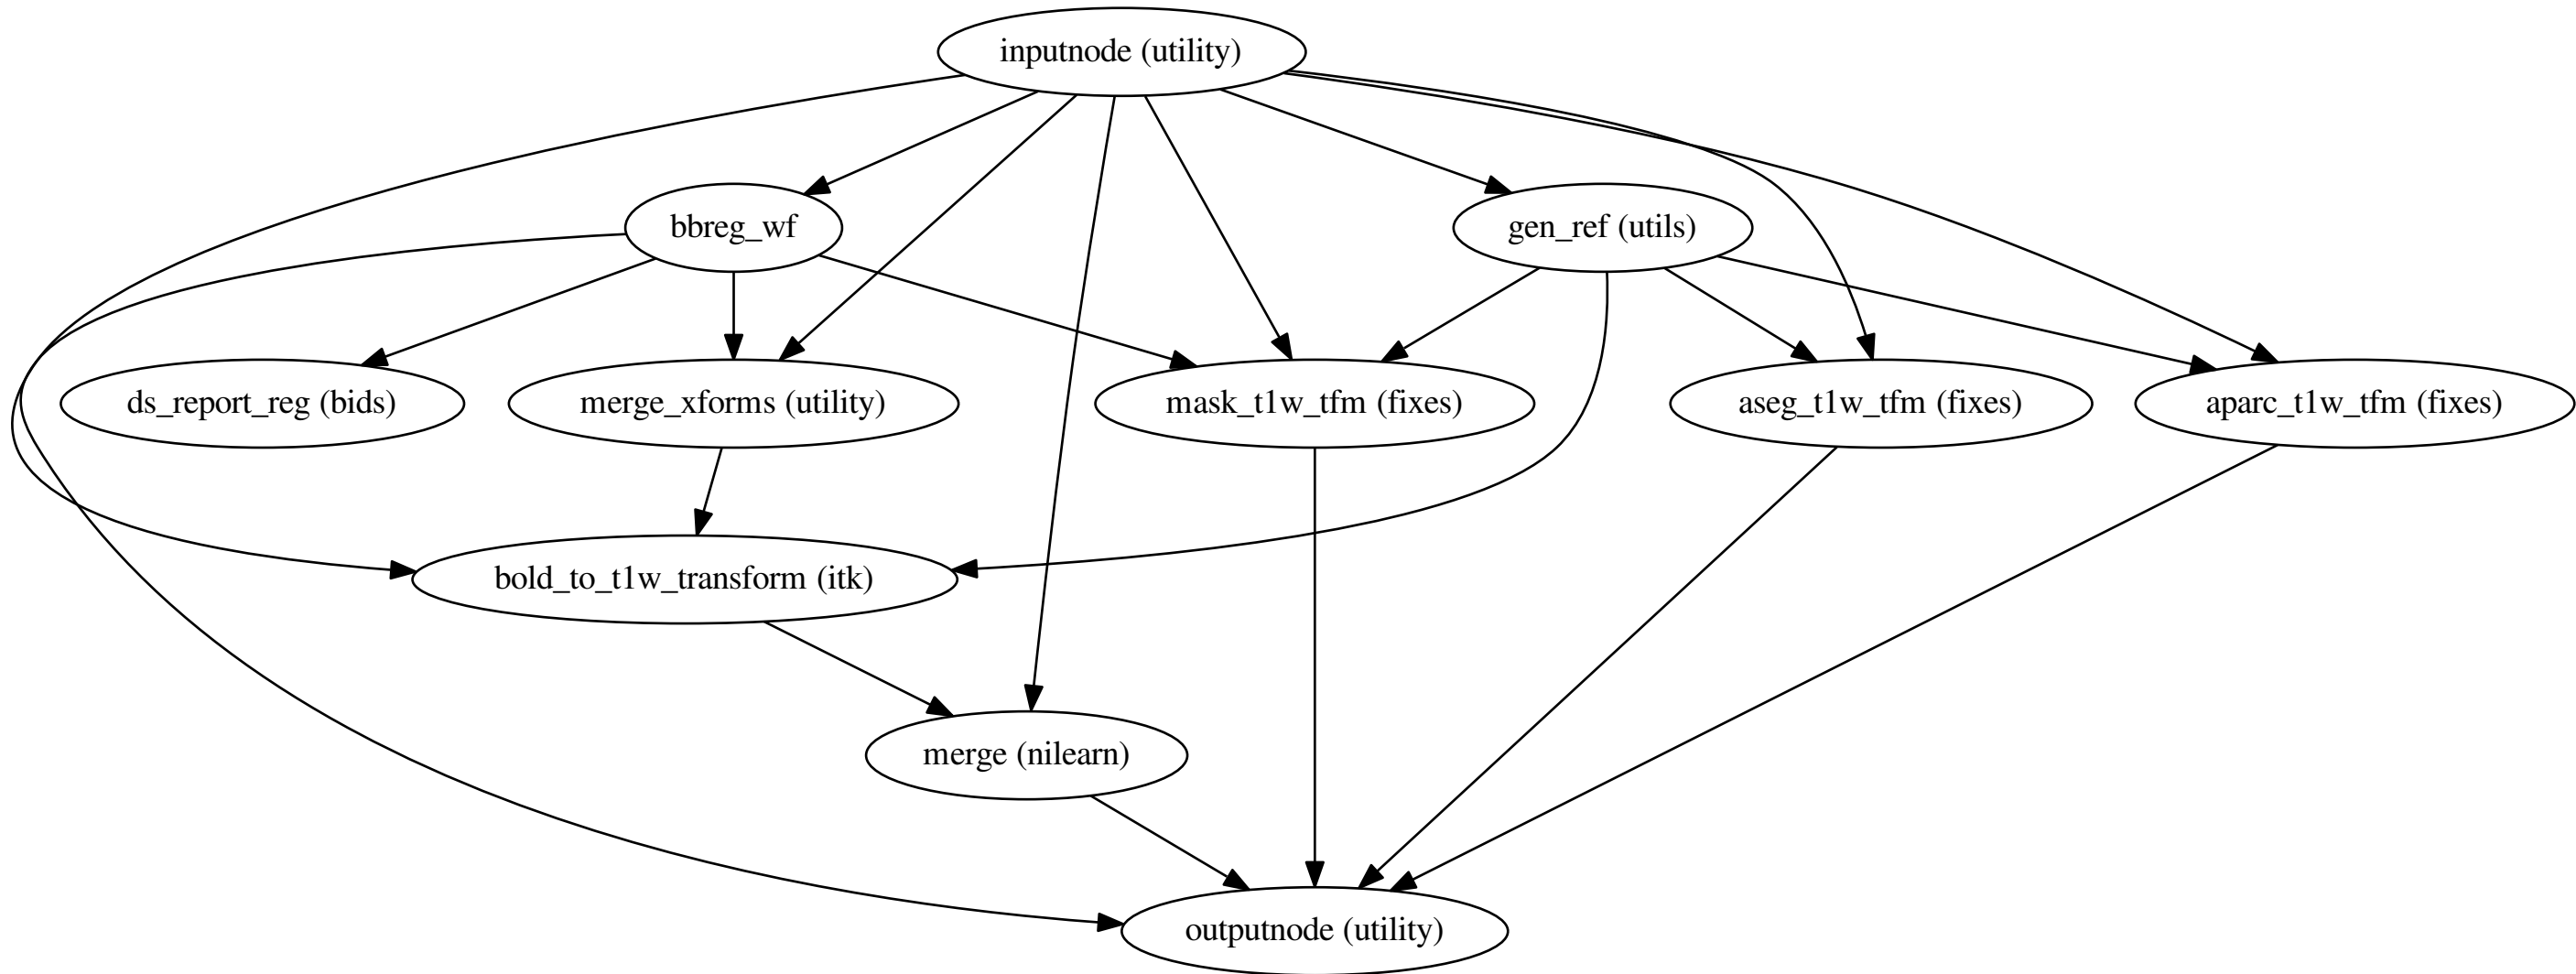 inputnode (utility)
bbreg_wf
gen_ref (utils)
ds_report_reg (bids)
merge_xforms (utility)
mask_t1w_tfm (fixes)
aseg_t1w_tfm (fixes)
aparc_t1w_tfm (fixes)
bold_to_t1w_transform (itk)
merge (nilearn)
outputnode (utility)